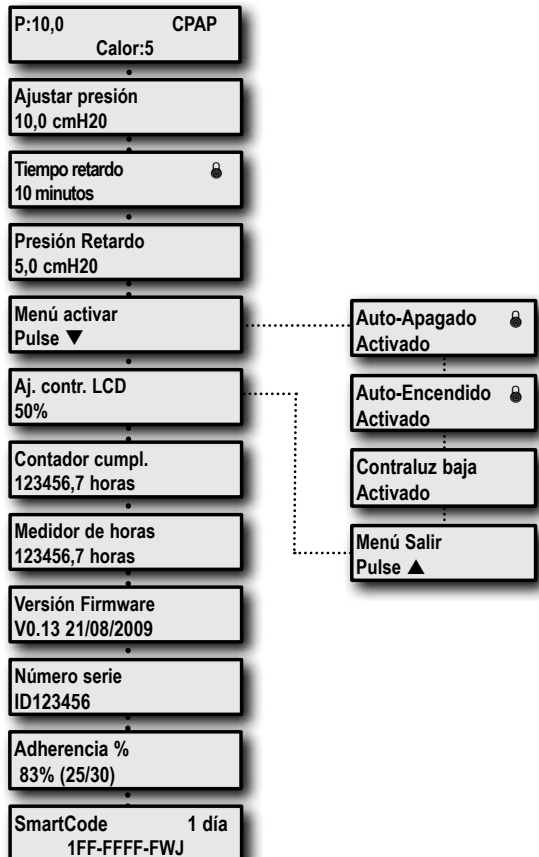 P:10,0 CPAP
Calor:5
Ajustar presión
10,0 cmH20
Tiempo retardo
10 minutos
Presión Retardo
5,0 cmH20
Menú activar
Pulse ▼
Aj. contr. LCD
50%
Contador cumpl.
123456,7 horas
Medidor de horas
123456,7 horas
Versión Firmware
V0.13 21/08/2009
Número serie
ID123456
Adherencia %
83% (25/30)
SmartCode 1 día
1FF-FFFF-FWJ
Auto-Apagado
Activado
Auto-Encendido
Activado
Contraluz baja
Activado
Menú Salir
Pulse ▲